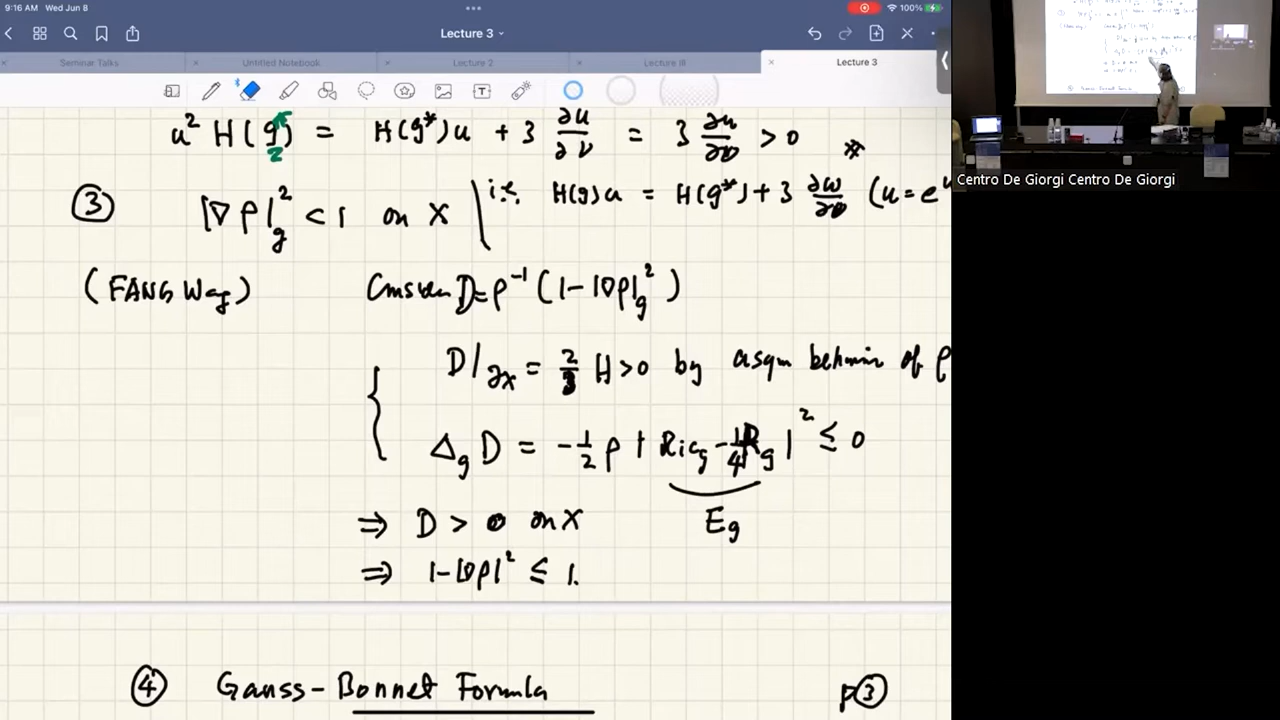 9:16 AM Wed Jun 8
100%
Lecture 3
Seminar Talks
Untitled Notebook
Lecture 2
Lecture III
Lecture 3
u² H(g) = H(g*)u + 3 ∂u/∂ν = 3 ∂u/∂ν > 0 *
2
③ |∇ρ|²_g < 1 on X | i.e. H(g)u = H(g*) + 3 ∂w/∂ν (u = e^w
(FANG Wang) D = ρ⁻¹ (1 - |∇ρ|²_g)
D|_∂X = 2/3 H > 0 by asym behavior of ρ
Δ_g D = -1/2 ρ | Ric_g - 1/4 R_g |² ≤ 0
E_g
⇒ D > 0 on X
⇒ 1 - |∇ρ|² ≤ 1.
④ Gauss-Bonnet Formula p③
Centro De Giorgi Centro De Giorgi